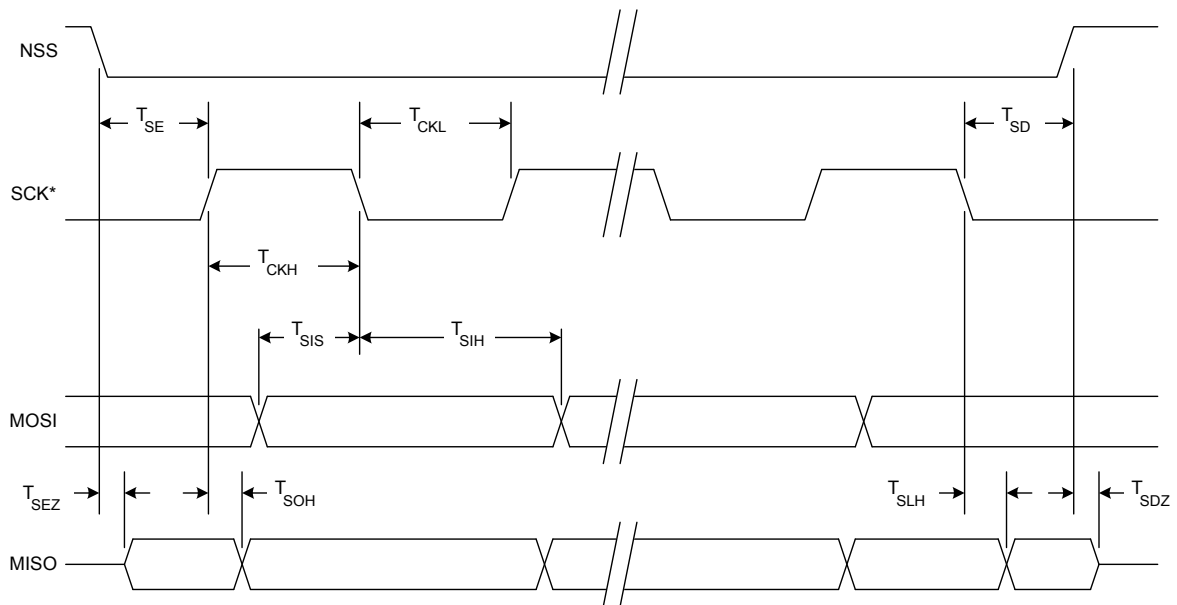 NSS
T_SE
T_CKL
T_SD
SCK*
T_CKH
T_SIS
T_SIH
MOSI
T_SEZ
T_SOH
T_SLH
T_SDZ
MISO